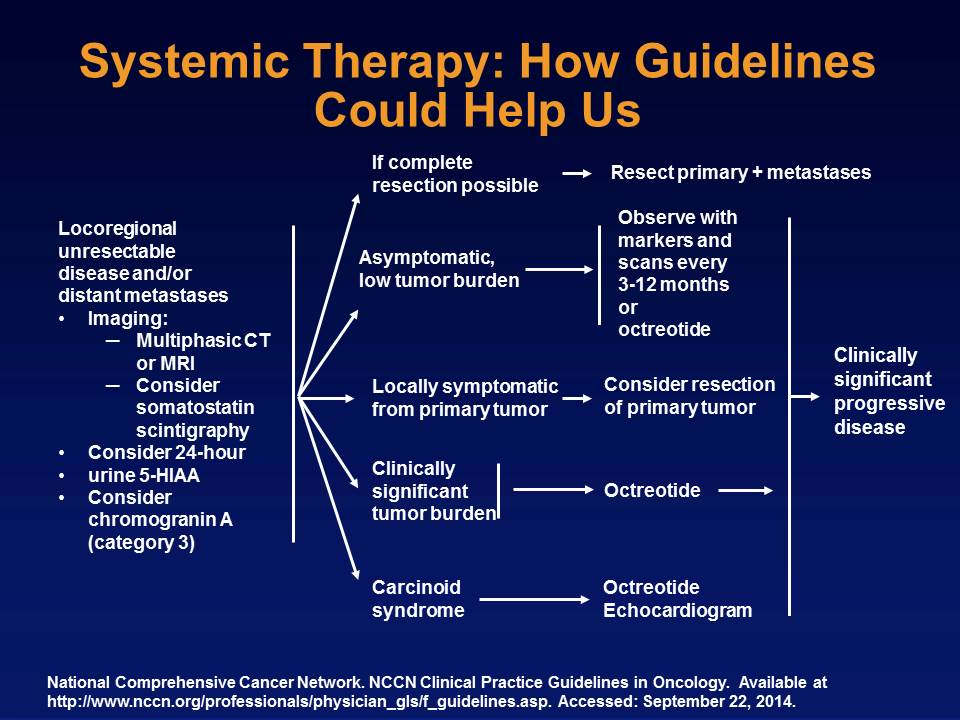 Systemic Therapy: How Guidelines
Could Help Us
Locoregional
unresectable
disease and/or
distant metastases
• Imaging:
─ Multiphasic CT
or MRI
─ Consider
somatostatin
scintigraphy
• Consider 24-hour
• urine 5-HIAA
• Consider
chromogranin A
(category 3)
If complete
resection possible
Resect primary + metastases
Asymptomatic,
low tumor burden
Observe with
markers and
scans every
3-12 months
or
octreotide
Locally symptomatic
from primary tumor
Consider resection
of primary tumor
Clinically
significant
tumor burden
Octreotide
Carcinoid
syndrome
Octreotide
Echocardiogram
Clinically
significant
progressive
disease
National Comprehensive Cancer Network. NCCN Clinical Practice Guidelines in Oncology. Available at
http://www.nccn.org/professionals/physician_gls/f_guidelines.asp. Accessed: September 22, 2014.